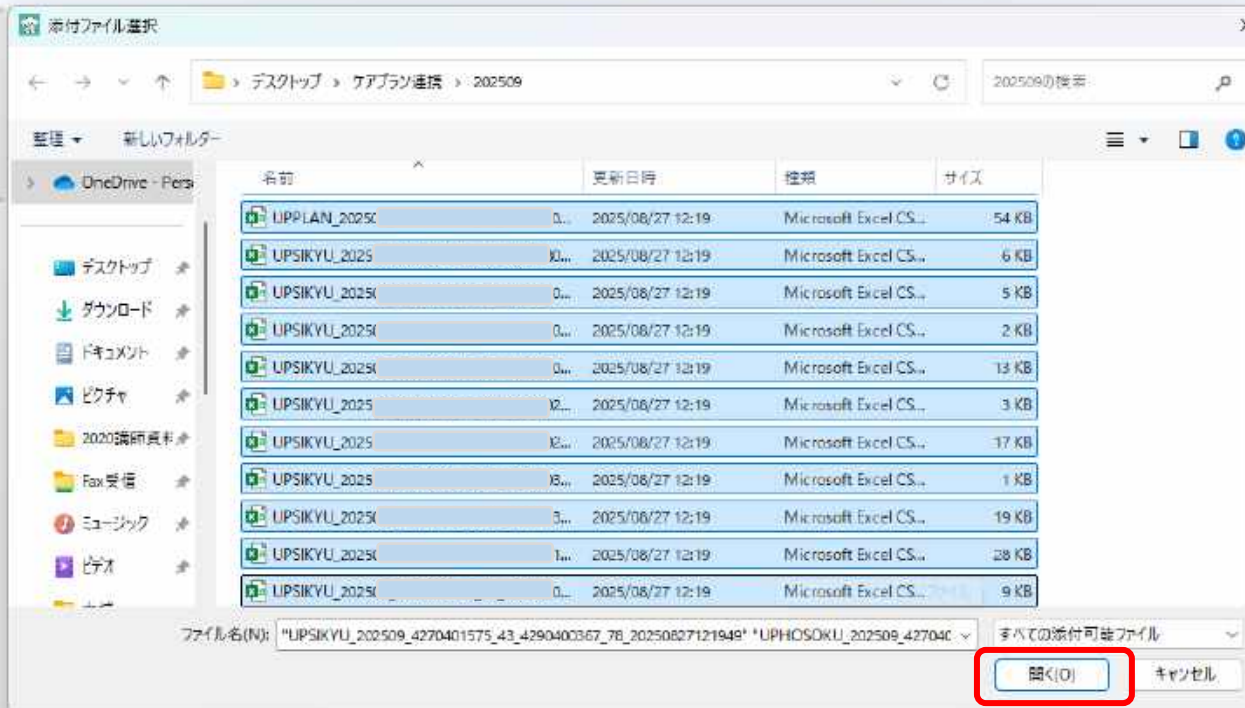 添付ファイル選択
デスクトップ › ケアプラン連携 › 202509
202509の検索
整理 新しいフォルダー
OneDrive - Pers
名前 更新日時 種類 サイズ
UPPLAN_2025 0... 2025/08/27 12:19 Microsoft Excel CS... 54 KB
UPSIKYU_2025 0... 2025/08/27 12:19 Microsoft Excel CS... 6 KB
UPSIKYU_2025 0... 2025/08/27 12:19 Microsoft Excel CS... 5 KB
UPSIKYU_2025 0... 2025/08/27 12:19 Microsoft Excel CS... 2 KB
UPSIKYU_2025 0... 2025/08/27 12:19 Microsoft Excel CS... 13 KB
UPSIKYU_2025 02... 2025/08/27 12:19 Microsoft Excel CS... 3 KB
UPSIKYU_2025 02... 2025/08/27 12:19 Microsoft Excel CS... 17 KB
UPSIKYU_2025 03... 2025/08/27 12:19 Microsoft Excel CS... 1 KB
UPSIKYU_2025 3... 2025/08/27 12:19 Microsoft Excel CS... 19 KB
UPSIKYU_2025 1... 2025/08/27 12:19 Microsoft Excel CS... 28 KB
UPSIKYU_2025 0... 2025/08/27 12:19 Microsoft Excel CS... 9 KB
デスクトップ
ダウンロード
ドキュメント
ピクチャ
2020講師資料
Fax受信
ミュージック
ビデオ
ファイル名(N): "UPSIKYU_202509_4270401575_43_4290400367_78_20250827121949" "UPHOSOKU_202509_42704C
すべての添付可能ファイル
開く(O) キャンセル